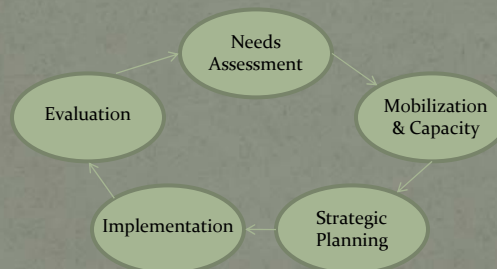 Needs
Assessment
Mobilization
& Capacity
Strategic
Planning
Implementation
Evaluation